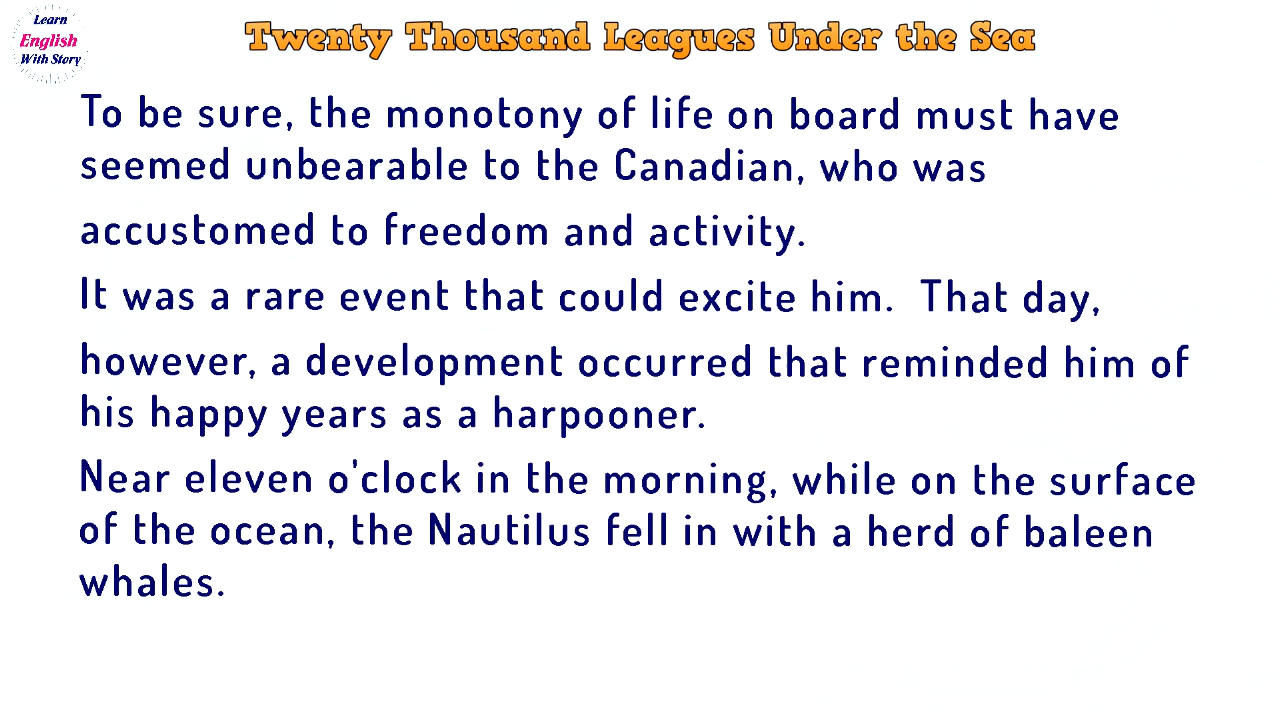 Learn
English
With Story
Twenty Thousand Leagues Under the Sea
To be sure, the monotony of life on board must have
seemed unbearable to the Canadian, who was
accustomed to freedom and activity.
It was a rare event that could excite him.  That day,
however, a development occurred that reminded him of
his happy years as a harpooner.
Near eleven o'clock in the morning, while on the surface
of the ocean, the Nautilus fell in with a herd of baleen
whales.